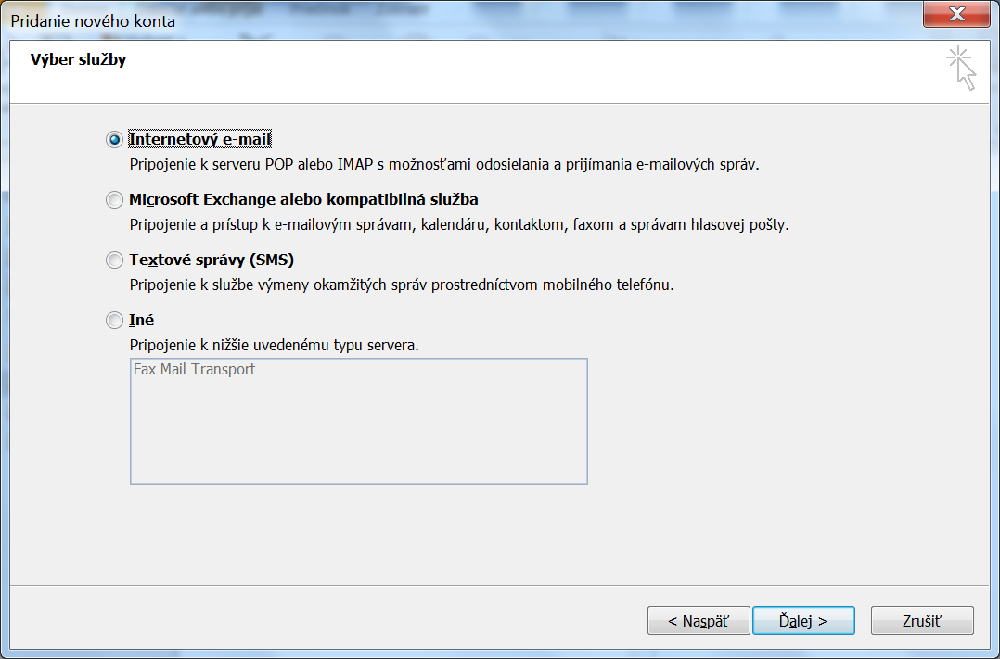 Pridanie nového konta
Výber služby
Internetový e-mail
Pripojenie k serveru POP alebo IMAP s možnosťami odosielania a prijímania e-mailových správ.
Microsoft Exchange alebo kompatibilná služba
Pripojenie a prístup k e-mailovým správam, kalendáru, kontaktom, faxom a správam hlasovej pošty.
Textové správy (SMS)
Pripojenie k službe výmeny okamžitých správ prostredníctvom mobilného telefónu.
Iné
Pripojenie k nižšie uvedenému typu servera.
Fax Mail Transport
< Naspäť
Ďalej >
Zrušiť